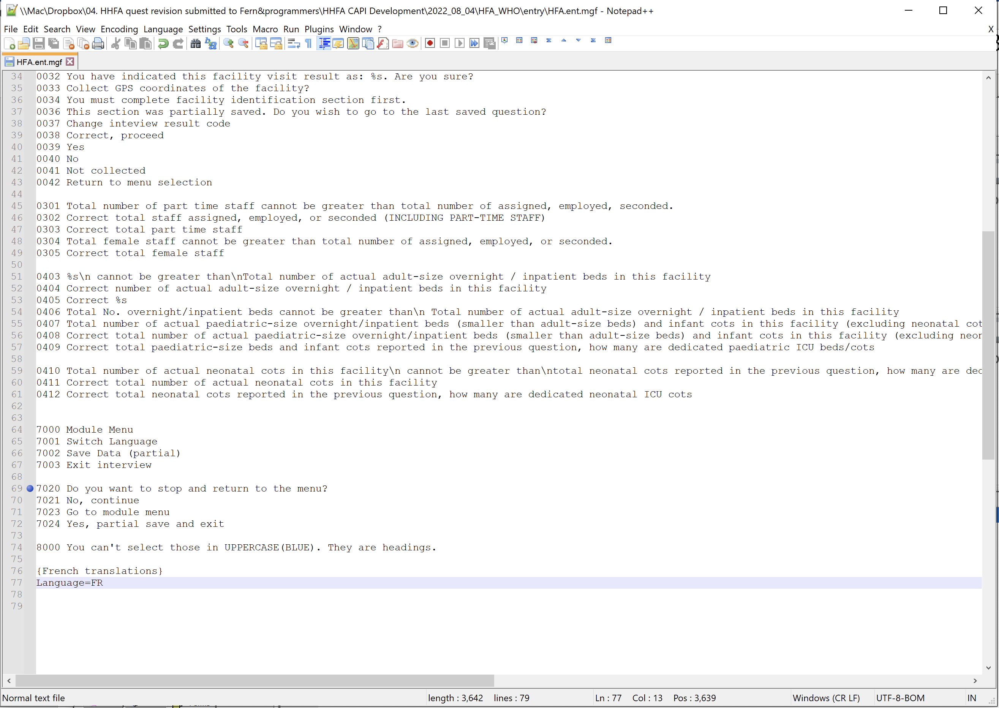 \\Mac\Dropbox\04. HHFA quest revision submitted to Fern&programmers\HHFA CAPI Development\2022_08_04\HFA_WHO\entry\HFA.ent.mgf - Notepad++
File Edit Search View Encoding Language Settings Tools Macro Run Plugins Window ? X
HFA.ent.mgf
34 0032 You have indicated this facility visit result as: %s. Are you sure?
35 0033 Collect GPS coordinates of the facility?
36 0034 You must complete facility identification section first.
37 0036 This section was partially saved. Do you wish to go to the last saved question?
38 0037 Change inteview result code
39 0038 Correct, proceed
40 0039 Yes
41 0040 No
42 0041 Not collected
43 0042 Return to menu selection
44
45 0301 Total number of part time staff cannot be greater than total number of assigned, employed, seconded.
46 0302 Correct total staff assigned, employed, or seconded (INCLUDING PART-TIME STAFF)
47 0303 Correct total part time staff
48 0304 Total female staff cannot be greater than total number of assigned, employed, or seconded.
49 0305 Correct total female staff
50
51 0403 %s\n cannot be greater than\nTotal number of actual adult-size overnight / inpatient beds in this facility
52 0404 Correct number of actual adult-size overnight / inpatient beds in this facility
53 0405 Correct %s
54 0406 Total No. overnight/inpatient beds cannot be greater than\n Total number of actual adult-size overnight / inpatient beds in this facility
55 0407 Total number of actual paediatric-size overnight/inpatient beds (smaller than adult-size beds) and infant cots in this facility (excluding neonatal cot
56 0408 Correct total number of actual paediatric-size overnight/inpatient beds (smaller than adult-size beds) and infant cots in this facility (excluding
57 0409 Correct total paediatric-size beds and infant cots reported in the previous question, how many are dedicated paediatric ICU beds/cots
58
59 0410 Total number of actual neonatal cots in this facility\n cannot be greater than\ntotal neonatal cots reported in the previous question, how many are
60 0411 Correct total number of actual neonatal cots in this facility
61 0412 Correct total neonatal cots reported in the previous question, how many are dedicated neonatal ICU cots
62
63
64 7000 Module Menu
65 7001 Switch Language
66 7002 Save Data (partial)
67 7003 Exit interview
68
69 7020 Do you want to stop and return to the menu?
70 7021 No, continue
71 7023 Go to module menu
72 7024 Yes, partial save and exit
73
74 8000 You can't select those in UPPERCASE(BLUE). They are headings.
75
76 {French translations}
77 Language=FR
78
79
Normal text file length : 3,642 lines : 79 Ln : 77 Col : 13 Pos : 3,639 Windows (CR LF) UTF-8-BOM IN